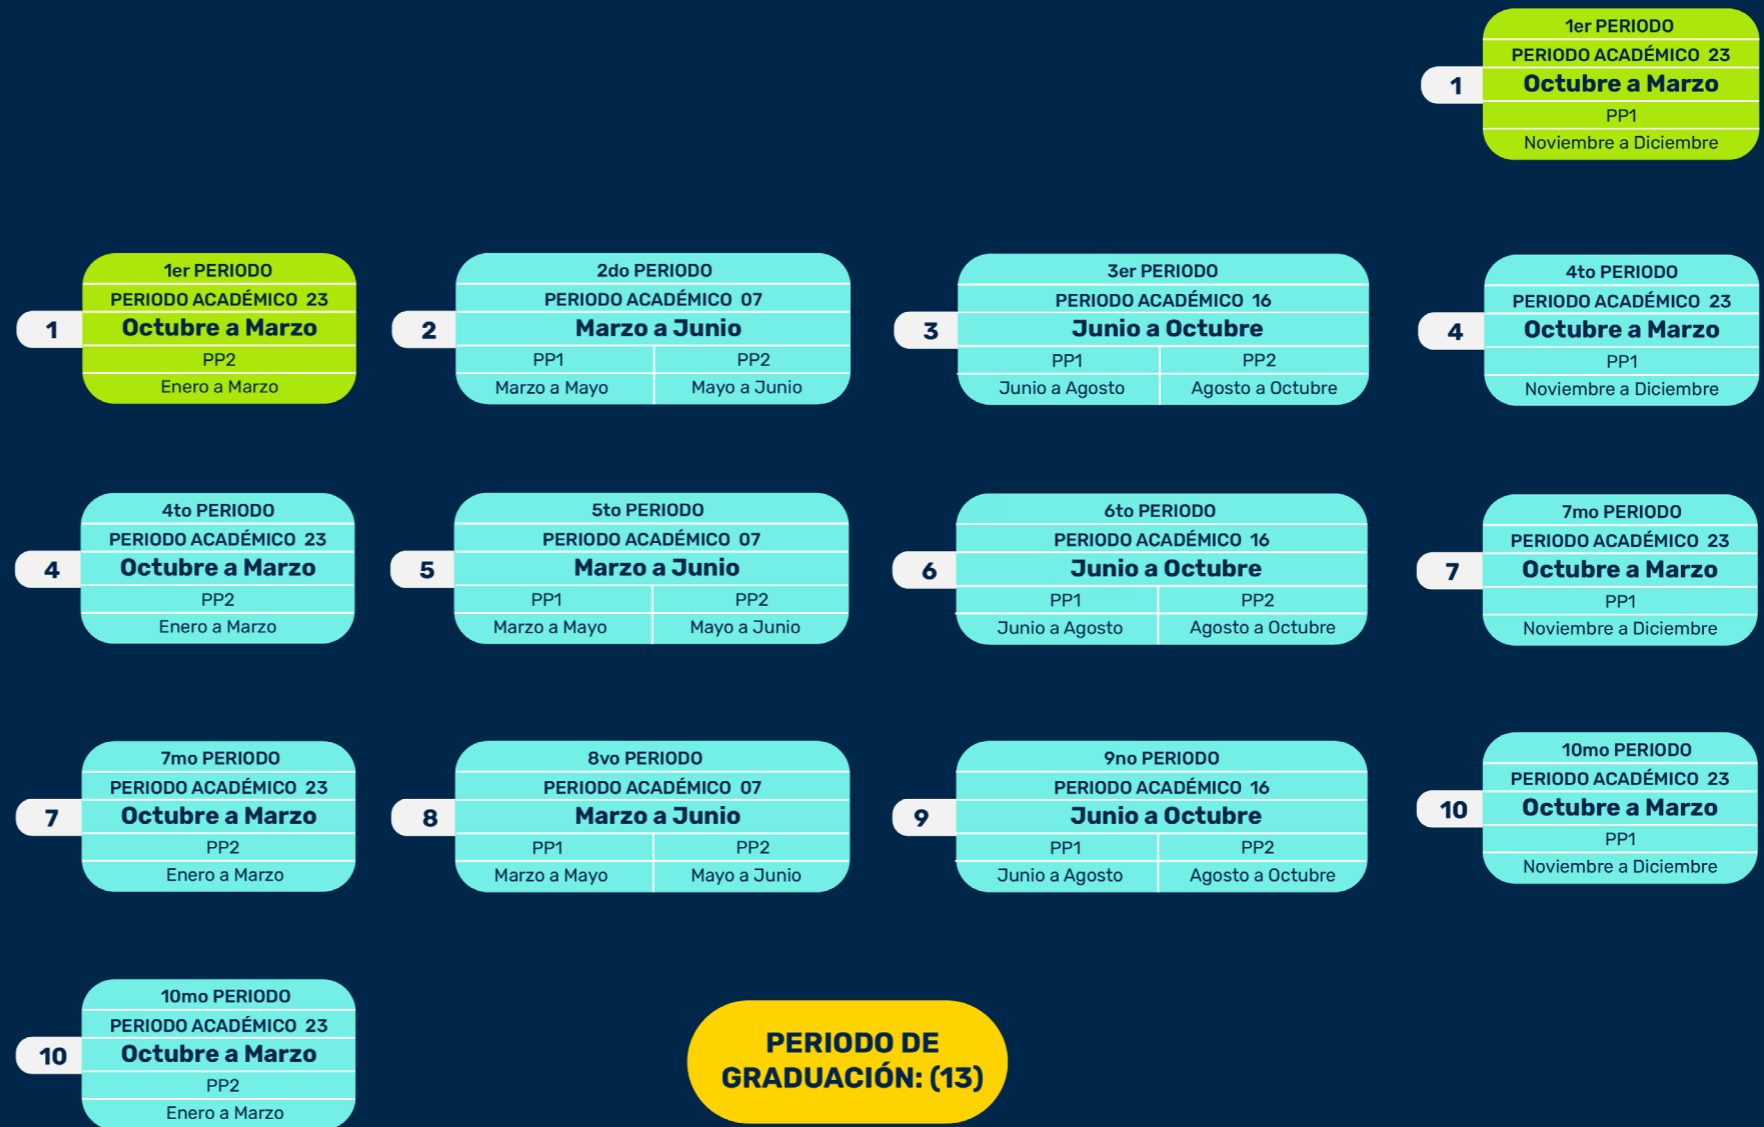 1er PERIODO
PERIODO ACADÉMICO 23
1
Octubre a Marzo
PP1
Noviembre a Diciembre
1er PERIODO
PERIODO ACADÉMICO 23
1
Octubre a Marzo
PP2
Enero a Marzo
2do PERIODO
PERIODO ACADÉMICO 07
2
Marzo a Junio
PP1 PP2
Marzo a Mayo Mayo a Junio
3er PERIODO
PERIODO ACADÉMICO 16
3
Junio a Octubre
PP1 PP2
Junio a Agosto Agosto a Octubre
4to PERIODO
PERIODO ACADÉMICO 23
4
Octubre a Marzo
PP1
Noviembre a Diciembre
4to PERIODO
PERIODO ACADÉMICO 23
4
Octubre a Marzo
PP2
Enero a Marzo
5to PERIODO
PERIODO ACADÉMICO 07
5
Marzo a Junio
PP1 PP2
Marzo a Mayo Mayo a Junio
6to PERIODO
PERIODO ACADÉMICO 16
6
Junio a Octubre
PP1 PP2
Junio a Agosto Agosto a Octubre
7mo PERIODO
PERIODO ACADÉMICO 23
7
Octubre a Marzo
PP1
Noviembre a Diciembre
7mo PERIODO
PERIODO ACADÉMICO 23
7
Octubre a Marzo
PP2
Enero a Marzo
8vo PERIODO
PERIODO ACADÉMICO 07
8
Marzo a Junio
PP1 PP2
Marzo a Mayo Mayo a Junio
9no PERIODO
PERIODO ACADÉMICO 16
9
Junio a Octubre
PP1 PP2
Junio a Agosto Agosto a Octubre
10mo PERIODO
PERIODO ACADÉMICO 23
10
Octubre a Marzo
PP1
Noviembre a Diciembre
10mo PERIODO
PERIODO ACADÉMICO 23
10
Octubre a Marzo
PP2
Enero a Marzo
PERIODO DE
GRADUACIÓN: (13)